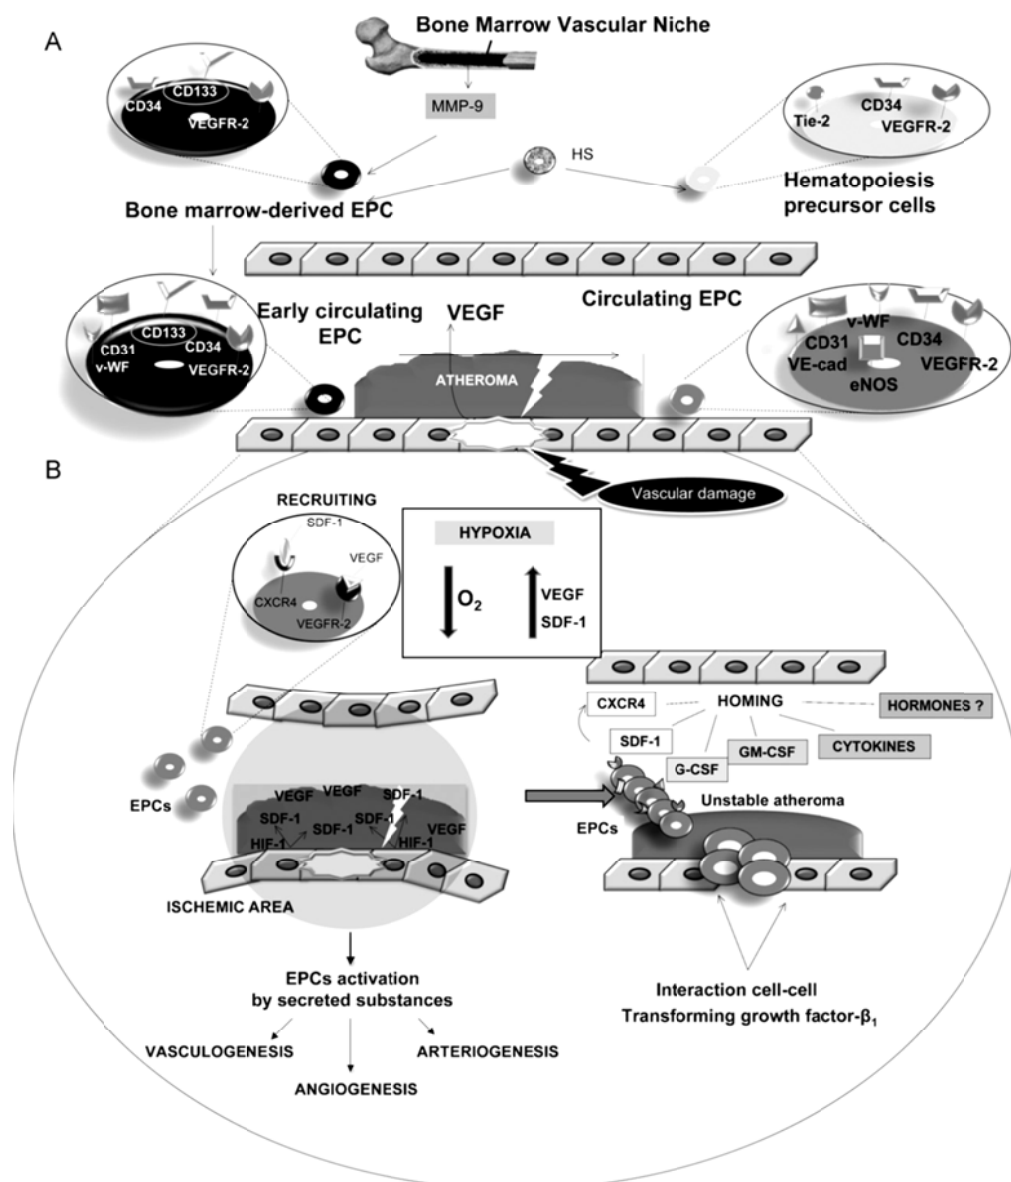 A
Bone Marrow Vascular Niche
MMP-9
CD133
CD34
VEGFR-2
HS
CD34
Tie-2
VEGFR-2
Bone marrow-derived EPC
Hematopoiesis
precursor cells
Early circulating
EPC
VEGF
Circulating EPC
CD133
CD31
CD34
v-WF
VEGFR-2
ATHEROMA
v-WF
CD31
CD34
VE-cad
VEGFR-2
eNOS
Vascular damage
B
RECRUITING
SDF-1
VEGF
CXCR4
VEGFR-2
HYPOXIA
O2
VEGF
SDF-1
EPCs
VEGF
VEGF
SDF-1
SDF-1
SDF-1
SDF-1
VEGF
HIF-1
HIF-1
ISCHEMIC AREA
EPCs activation
by secreted substances
VASCULOGENESIS
ARTERIOGENESIS
ANGIOGENESIS
CXCR4
HOMING
HORMONES ?
SDF-1
GM-CSF
CYTOKINES
G-CSF
EPCs
Unstable atheroma
Interaction cell-cell
Transforming growth factor-β1